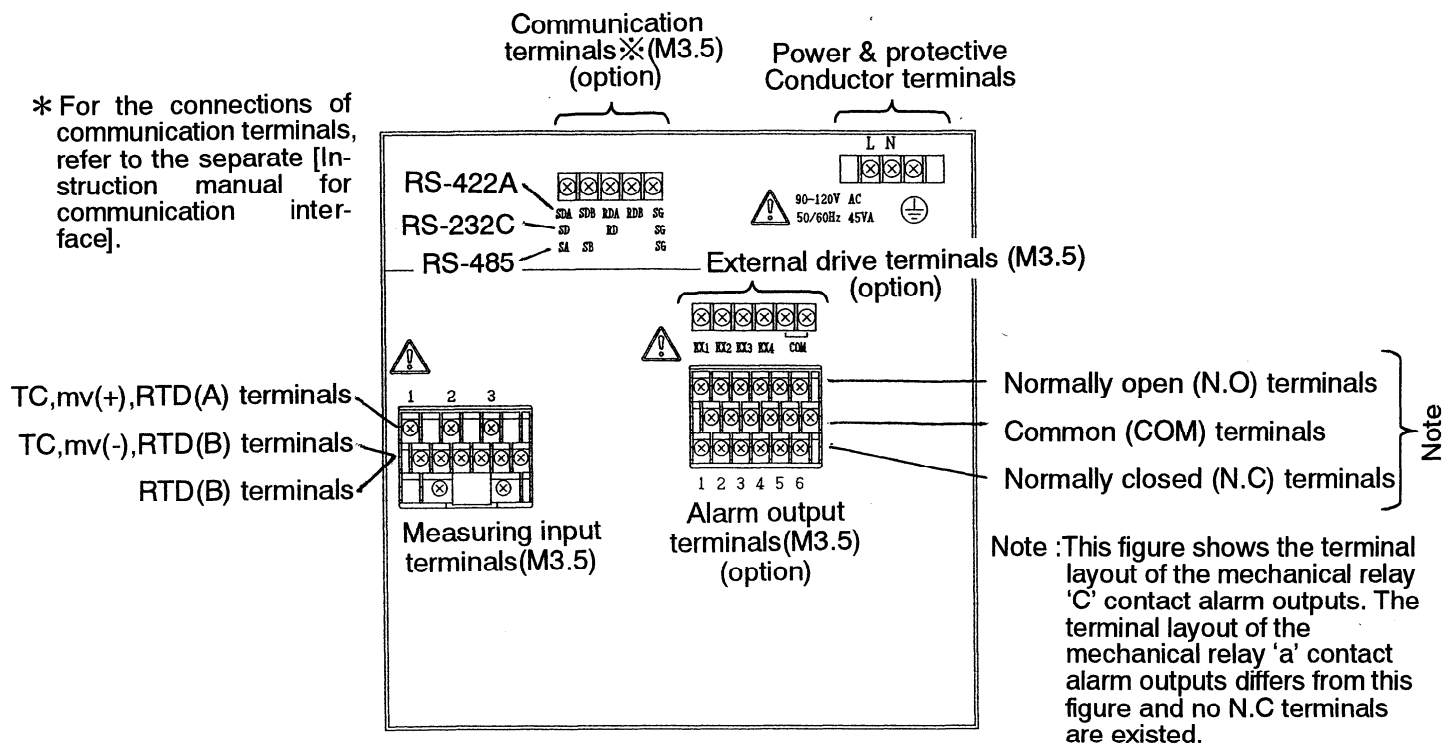 Communication
terminals※(M3.5)
(option)
Power & protective
Conductor terminals
* For the connections of
communication terminals,
refer to the separate [In-
struction manual for
communication inter-
face].
L N
90-120V AC
50/60Hz 45VA
RS-422A
SDA SDB RDA RDB SG
RS-232C
SD RD SG
RS-485
SA SB SG
External drive terminals (M3.5)
(option)
EX1 EX2 EX3 EX4 COM
TC,mv(+),RTD(A) terminals
TC,mv(-),RTD(B) terminals
RTD(B) terminals
1 2 3
Measuring input
terminals(M3.5)
Normally open (N.O) terminals
Common (COM) terminals
Normally closed (N.C) terminals
Note
1 2 3 4 5 6
Alarm output
terminals(M3.5)
(option)
Note :This figure shows the terminal
layout of the mechanical relay
‘C’ contact alarm outputs. The
terminal layout of the
mechanical relay ‘a’ contact
alarm outputs differs from this
figure and no N.C terminals
are existed.